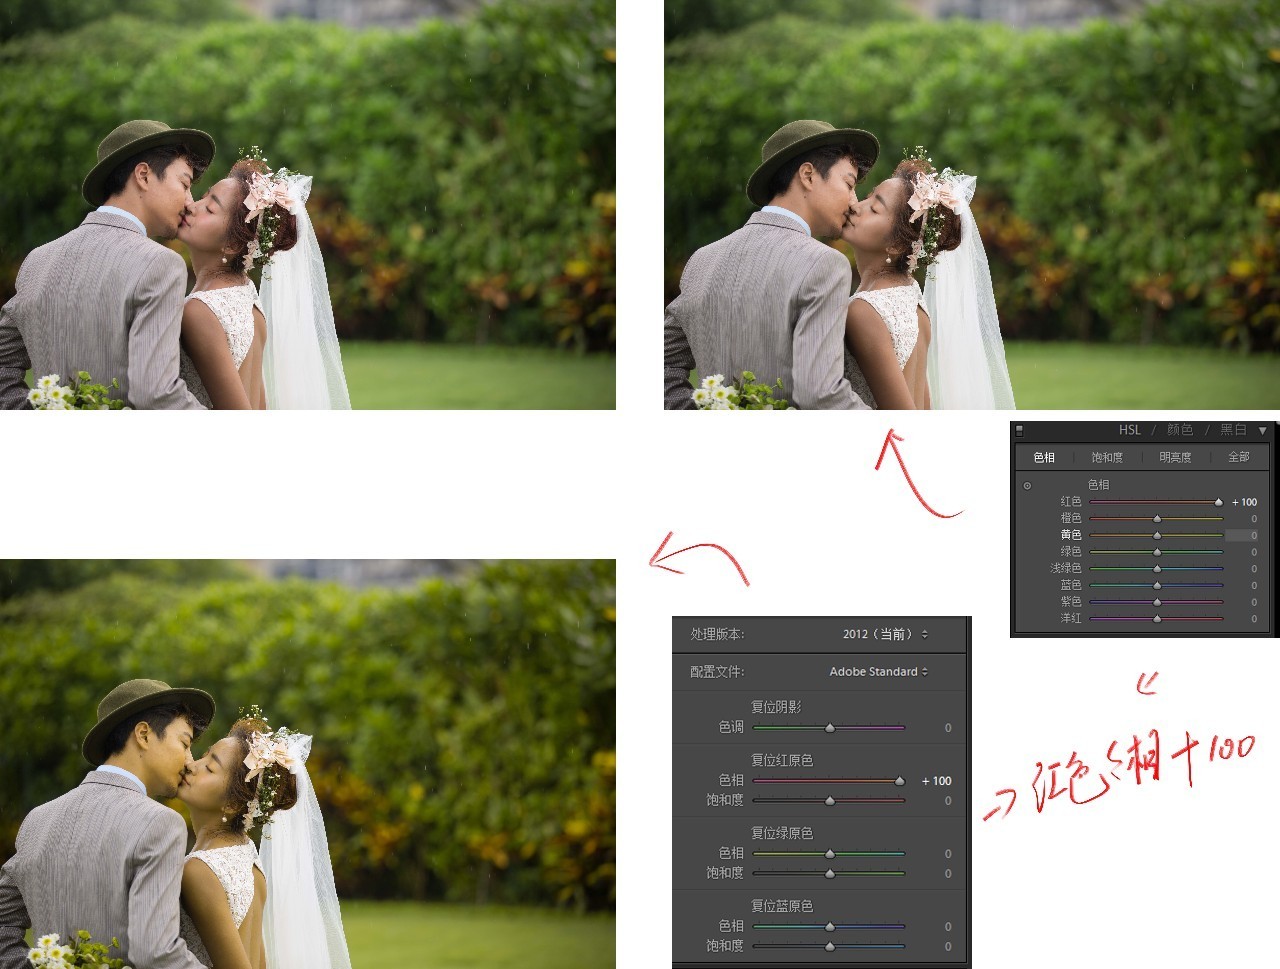 HSL / 颜色 / 黑白
色相 饱和度 明亮度 全部
色相
红色 + 100
橙色 0
黄色 0
绿色 0
浅绿色 0
蓝色 0
紫色 0
洋红 0
处理版本: 2012（当前）
配置文件: Adobe Standard
复位阴影
色调 0
复位红原色
色相 + 100
饱和度 0
复位绿原色
色相 0
饱和度 0
复位蓝原色
色相 0
饱和度 0
红色色相+100